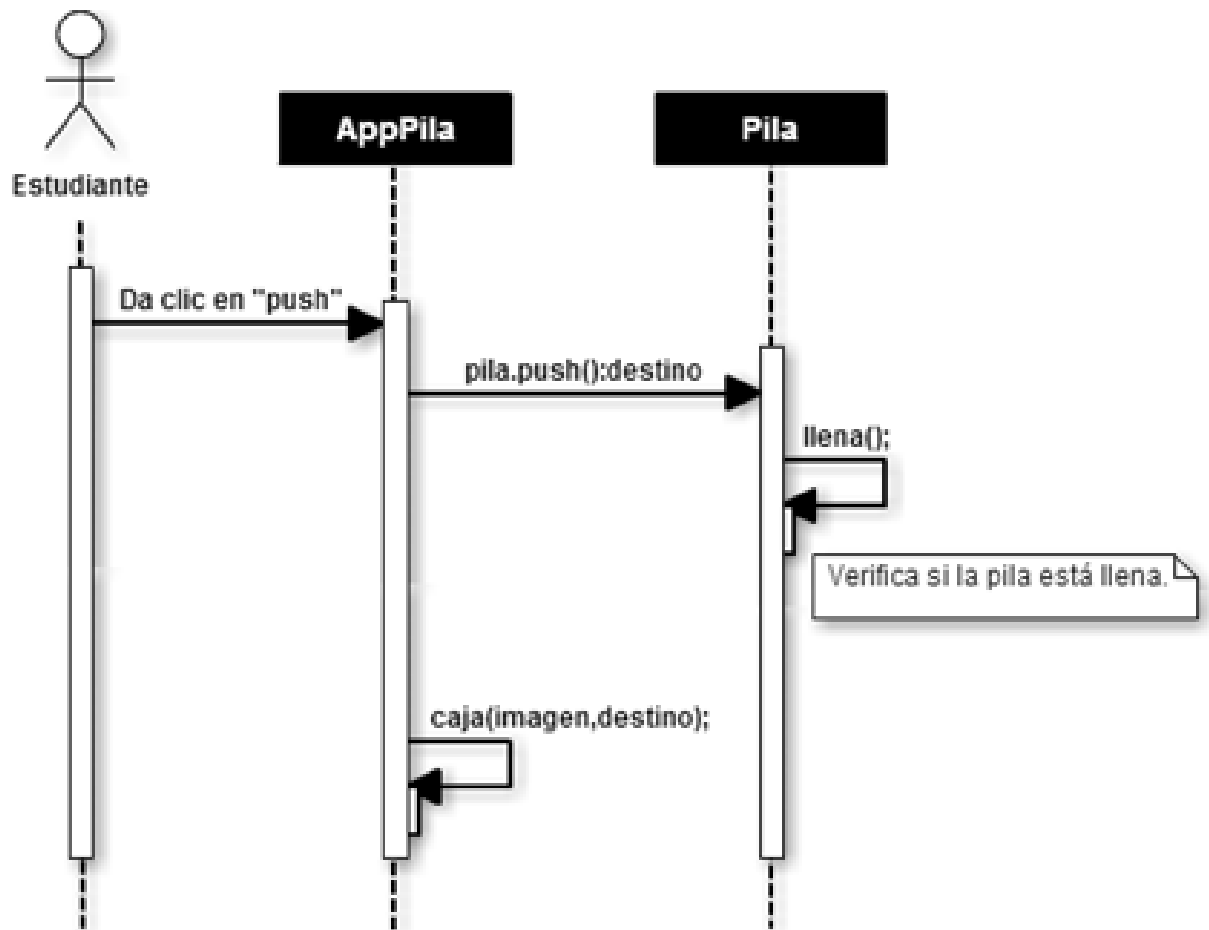 Estudiante
AppPila
Pila
Da clic en "push"
pila.push():destino
llena();
Verifica si la pila está llena.
caja(imagen,destino);